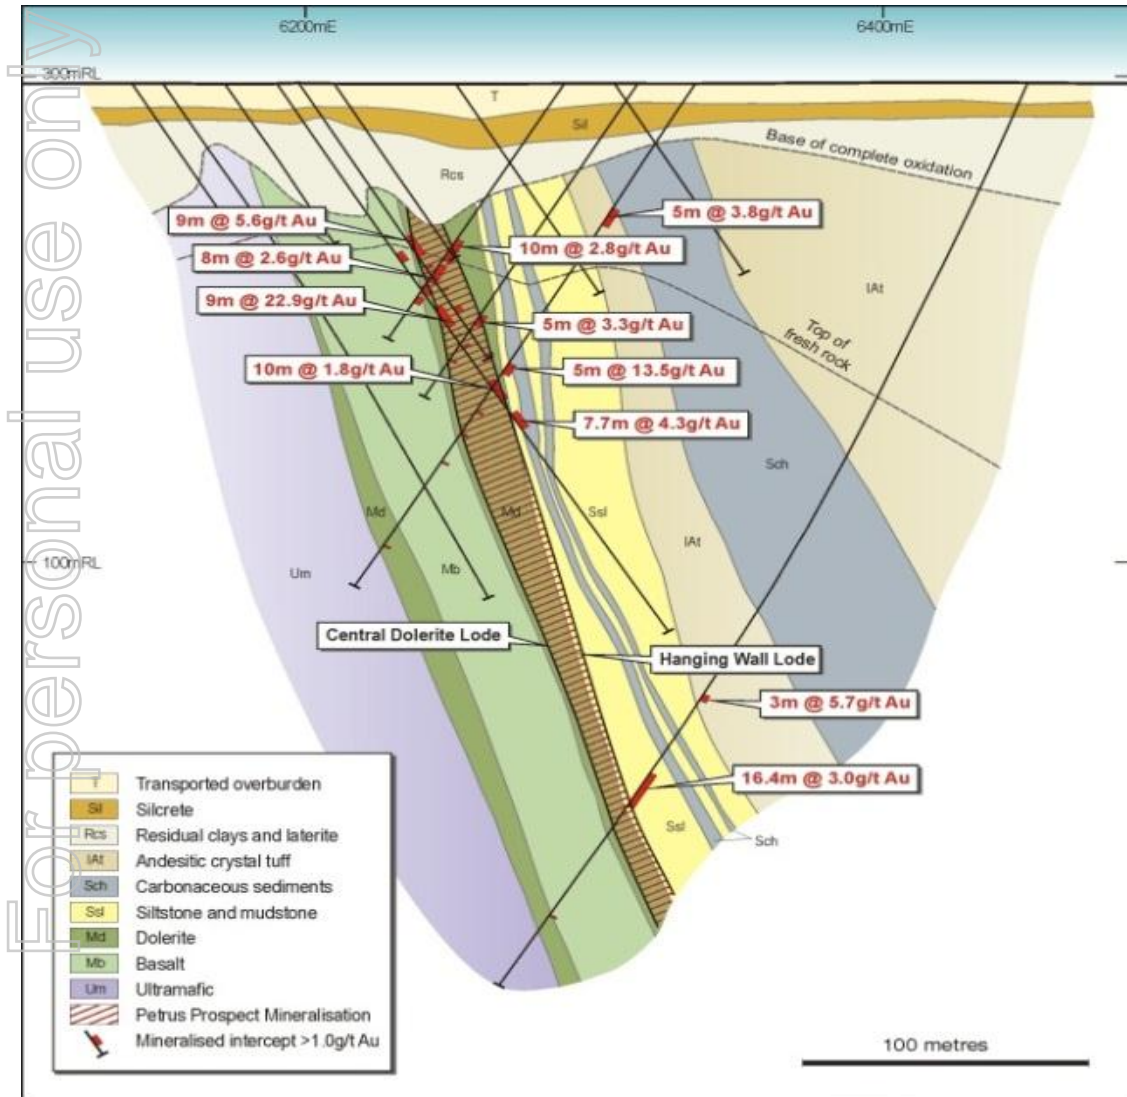 6200mE
6400mE
300mRL
T
Sil
Base of complete oxidation
Rcs
9m @ 5.6g/t Au
5m @ 3.8g/t Au
8m @ 2.6g/t Au
10m @ 2.8g/t Au
IAt
9m @ 22.9g/t Au
5m @ 3.3g/t Au
Top of
fresh rock
10m @ 1.8g/t Au
5m @ 13.5g/t Au
7.7m @ 4.3g/t Au
Sch
Md
Md
Ssl
IAt
100mRL
Um
Mb
Central Dolerite Lode
Hanging Wall Lode
3m @ 5.7g/t Au
16.4m @ 3.0g/t Au
Ssl
Sch
T Transported overburden
Sil Silcrete
Rcs Residual clays and laterite
IAt Andesitic crystal tuff
Sch Carbonaceous sediments
Ssl Siltstone and mudstone
Md Dolerite
Mb Basalt
Um Ultramafic
Petrus Prospect Mineralisation
Mineralised intercept >1.0g/t Au
100 metres
For personal use only